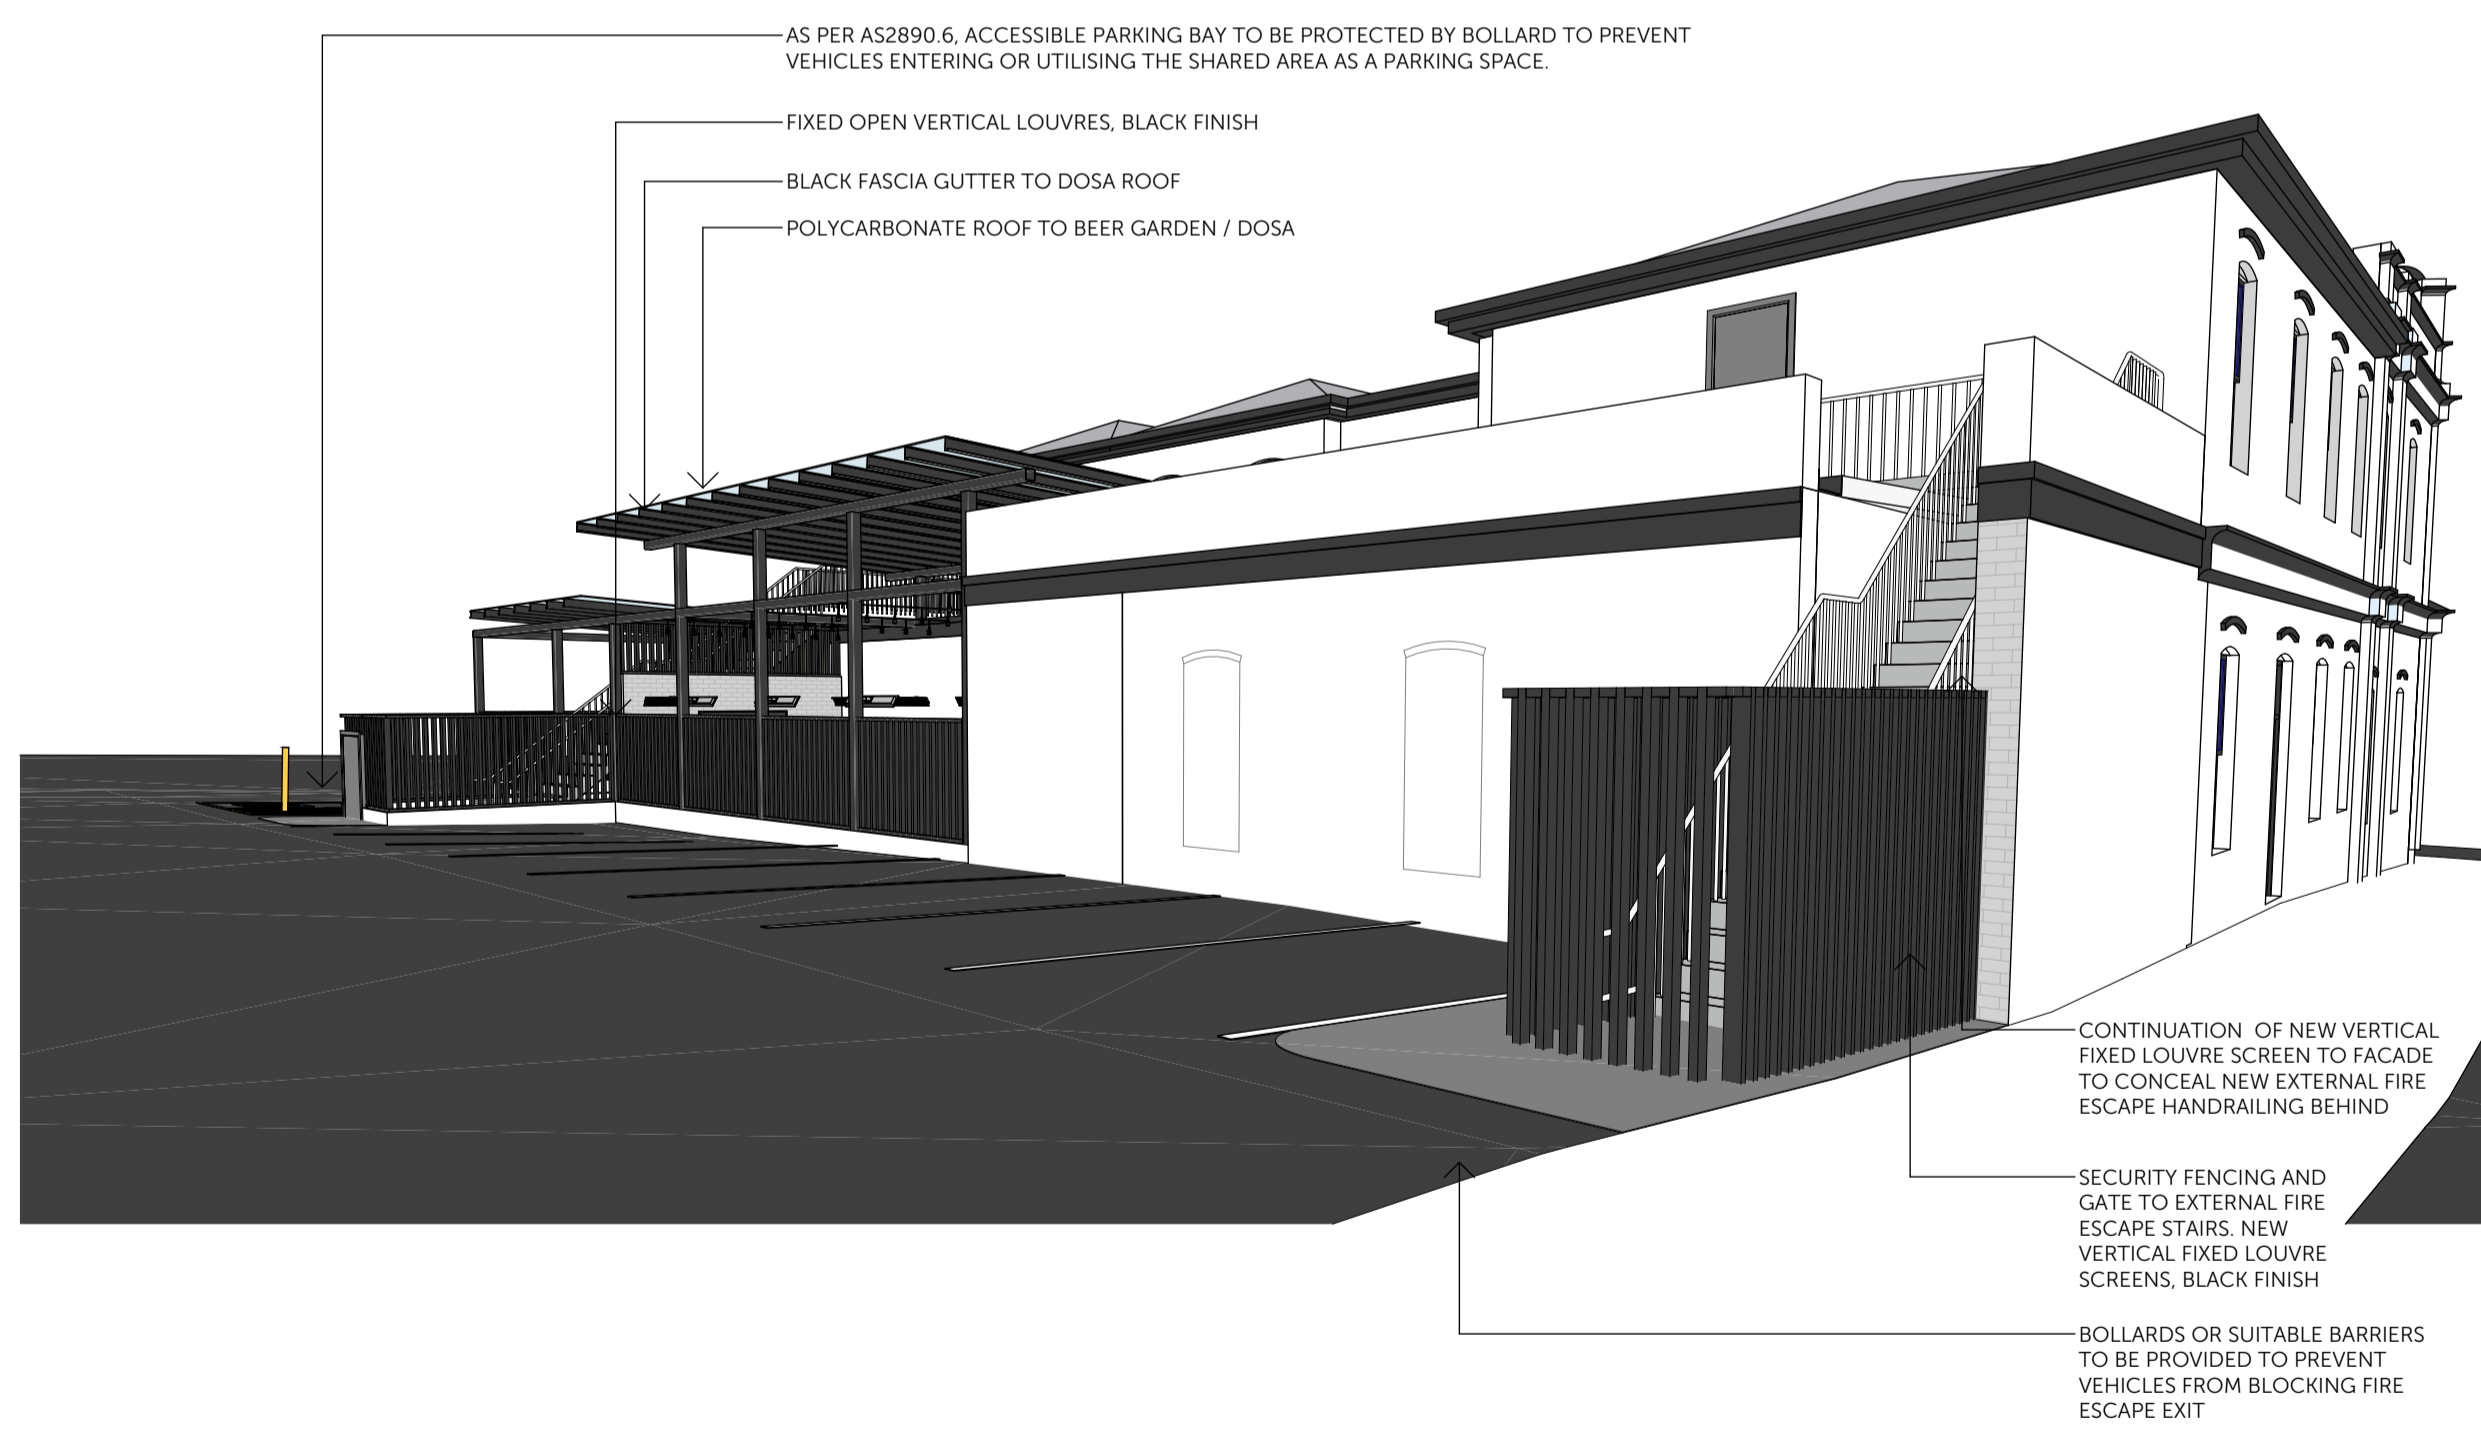 AS PER AS2890.6, ACCESSIBLE PARKING BAY TO BE PROTECTED BY BOLLARD TO PREVENT
VEHICLES ENTERING OR UTILISING THE SHARED AREA AS A PARKING SPACE.
FIXED OPEN VERTICAL LOUVRES, BLACK FINISH
BLACK FASCIA GUTTER TO DOSA ROOF
POLYCARBONATE ROOF TO BEER GARDEN / DOSA
CONTINUATION  OF NEW VERTICAL
FIXED LOUVRE SCREEN TO FACADE
TO CONCEAL NEW EXTERNAL FIRE
ESCAPE HANDRAILING BEHIND
SECURITY FENCING AND
GATE TO EXTERNAL FIRE
ESCAPE STAIRS. NEW
VERTICAL FIXED LOUVRE
SCREENS, BLACK FINISH
BOLLARDS OR SUITABLE BARRIERS
TO BE PROVIDED TO PREVENT
VEHICLES FROM BLOCKING FIRE
ESCAPE EXIT